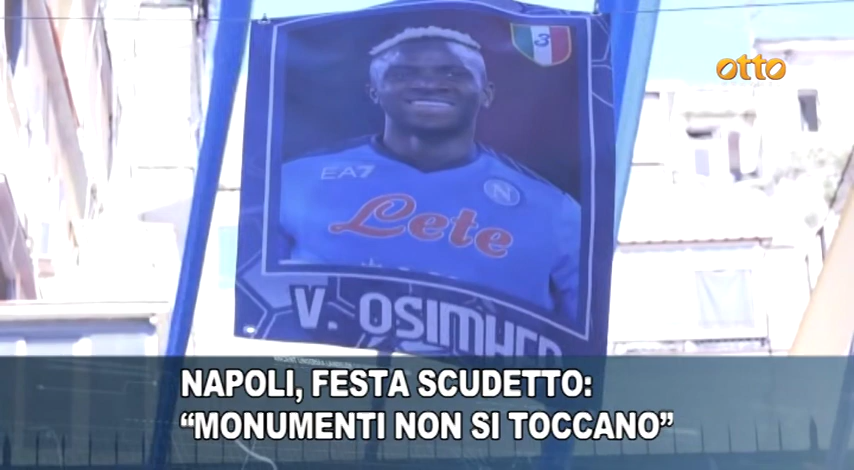 3
otto
EA7
N
Lete
V. OSIMHEN
NAPOLI, FESTA SCUDETTO:
“MONUMENTI NON SI TOCCANO”